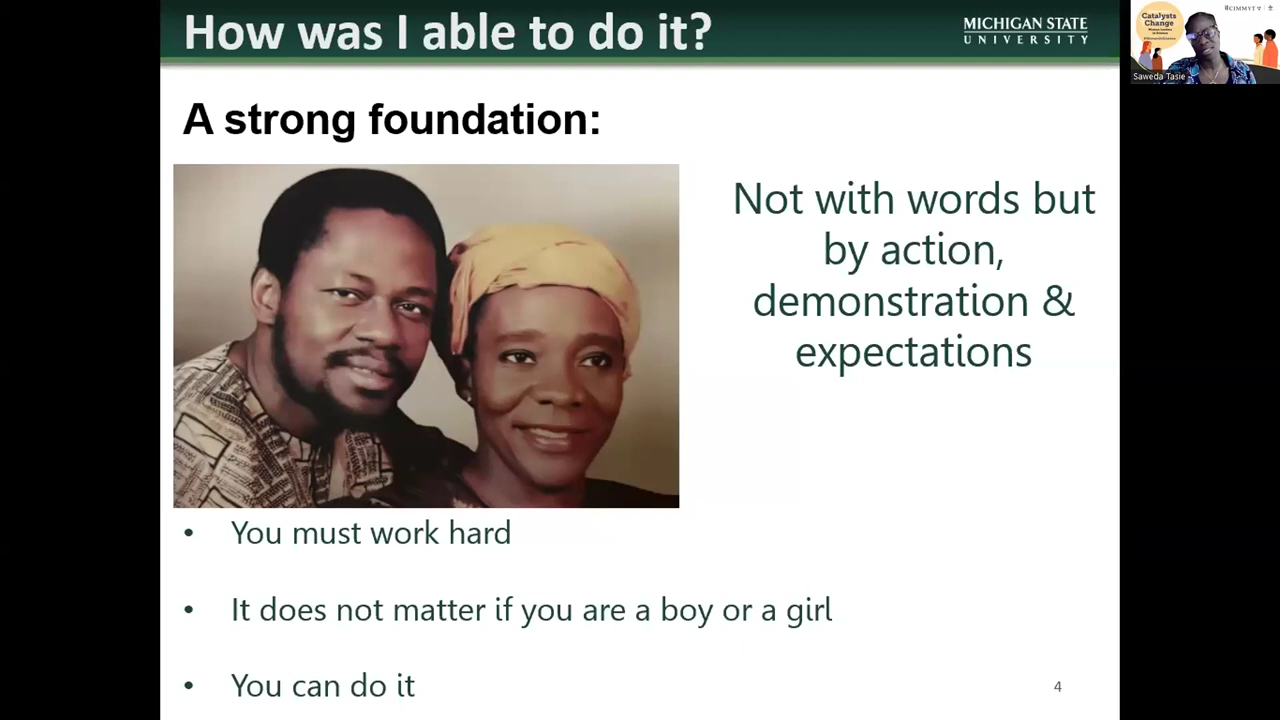 How was I able to do it?
MICHIGAN STATE
UNIVERSITY
A strong foundation:
Not with words but
by action,
demonstration &
expectations
• You must work hard
• It does not matter if you are a boy or a girl
• You can do it
4
CIMMYT
Catalysts
Change
Saweda Tasie